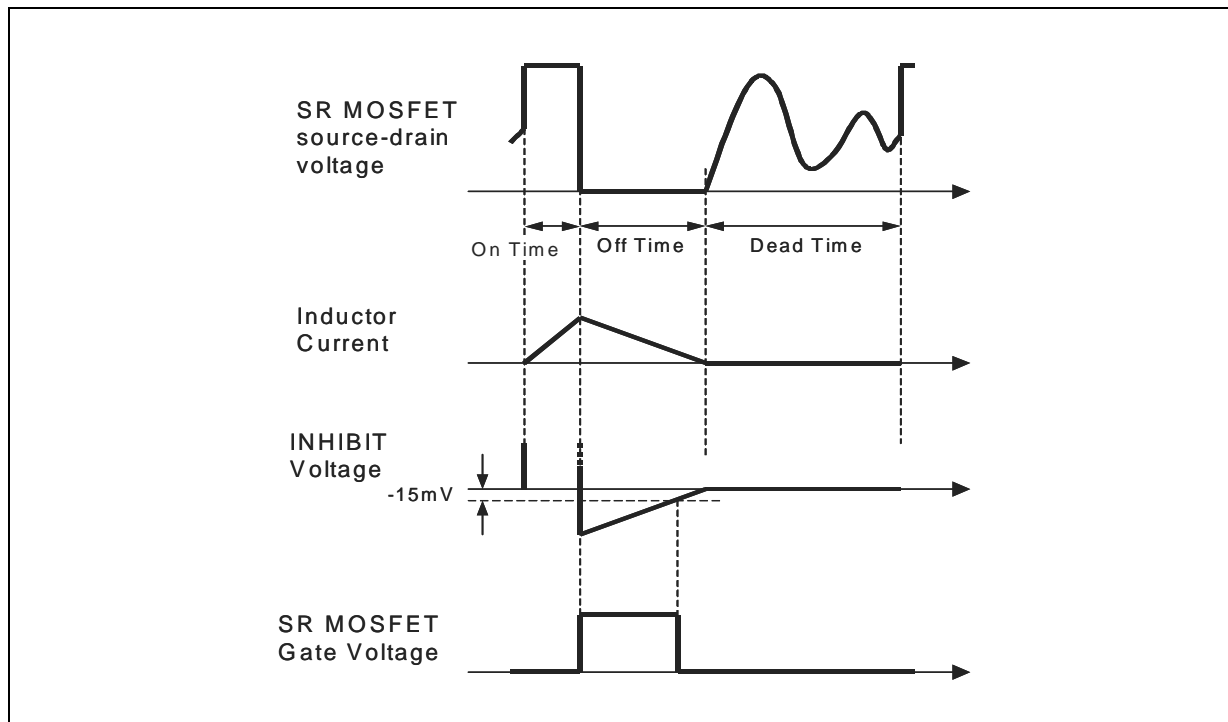 SR MOSFET
source-drain
voltage
On Time
Off Time
Dead Time
Inductor
Current
INHIBIT
Voltage
-15mV
SR MOSFET
Gate Voltage